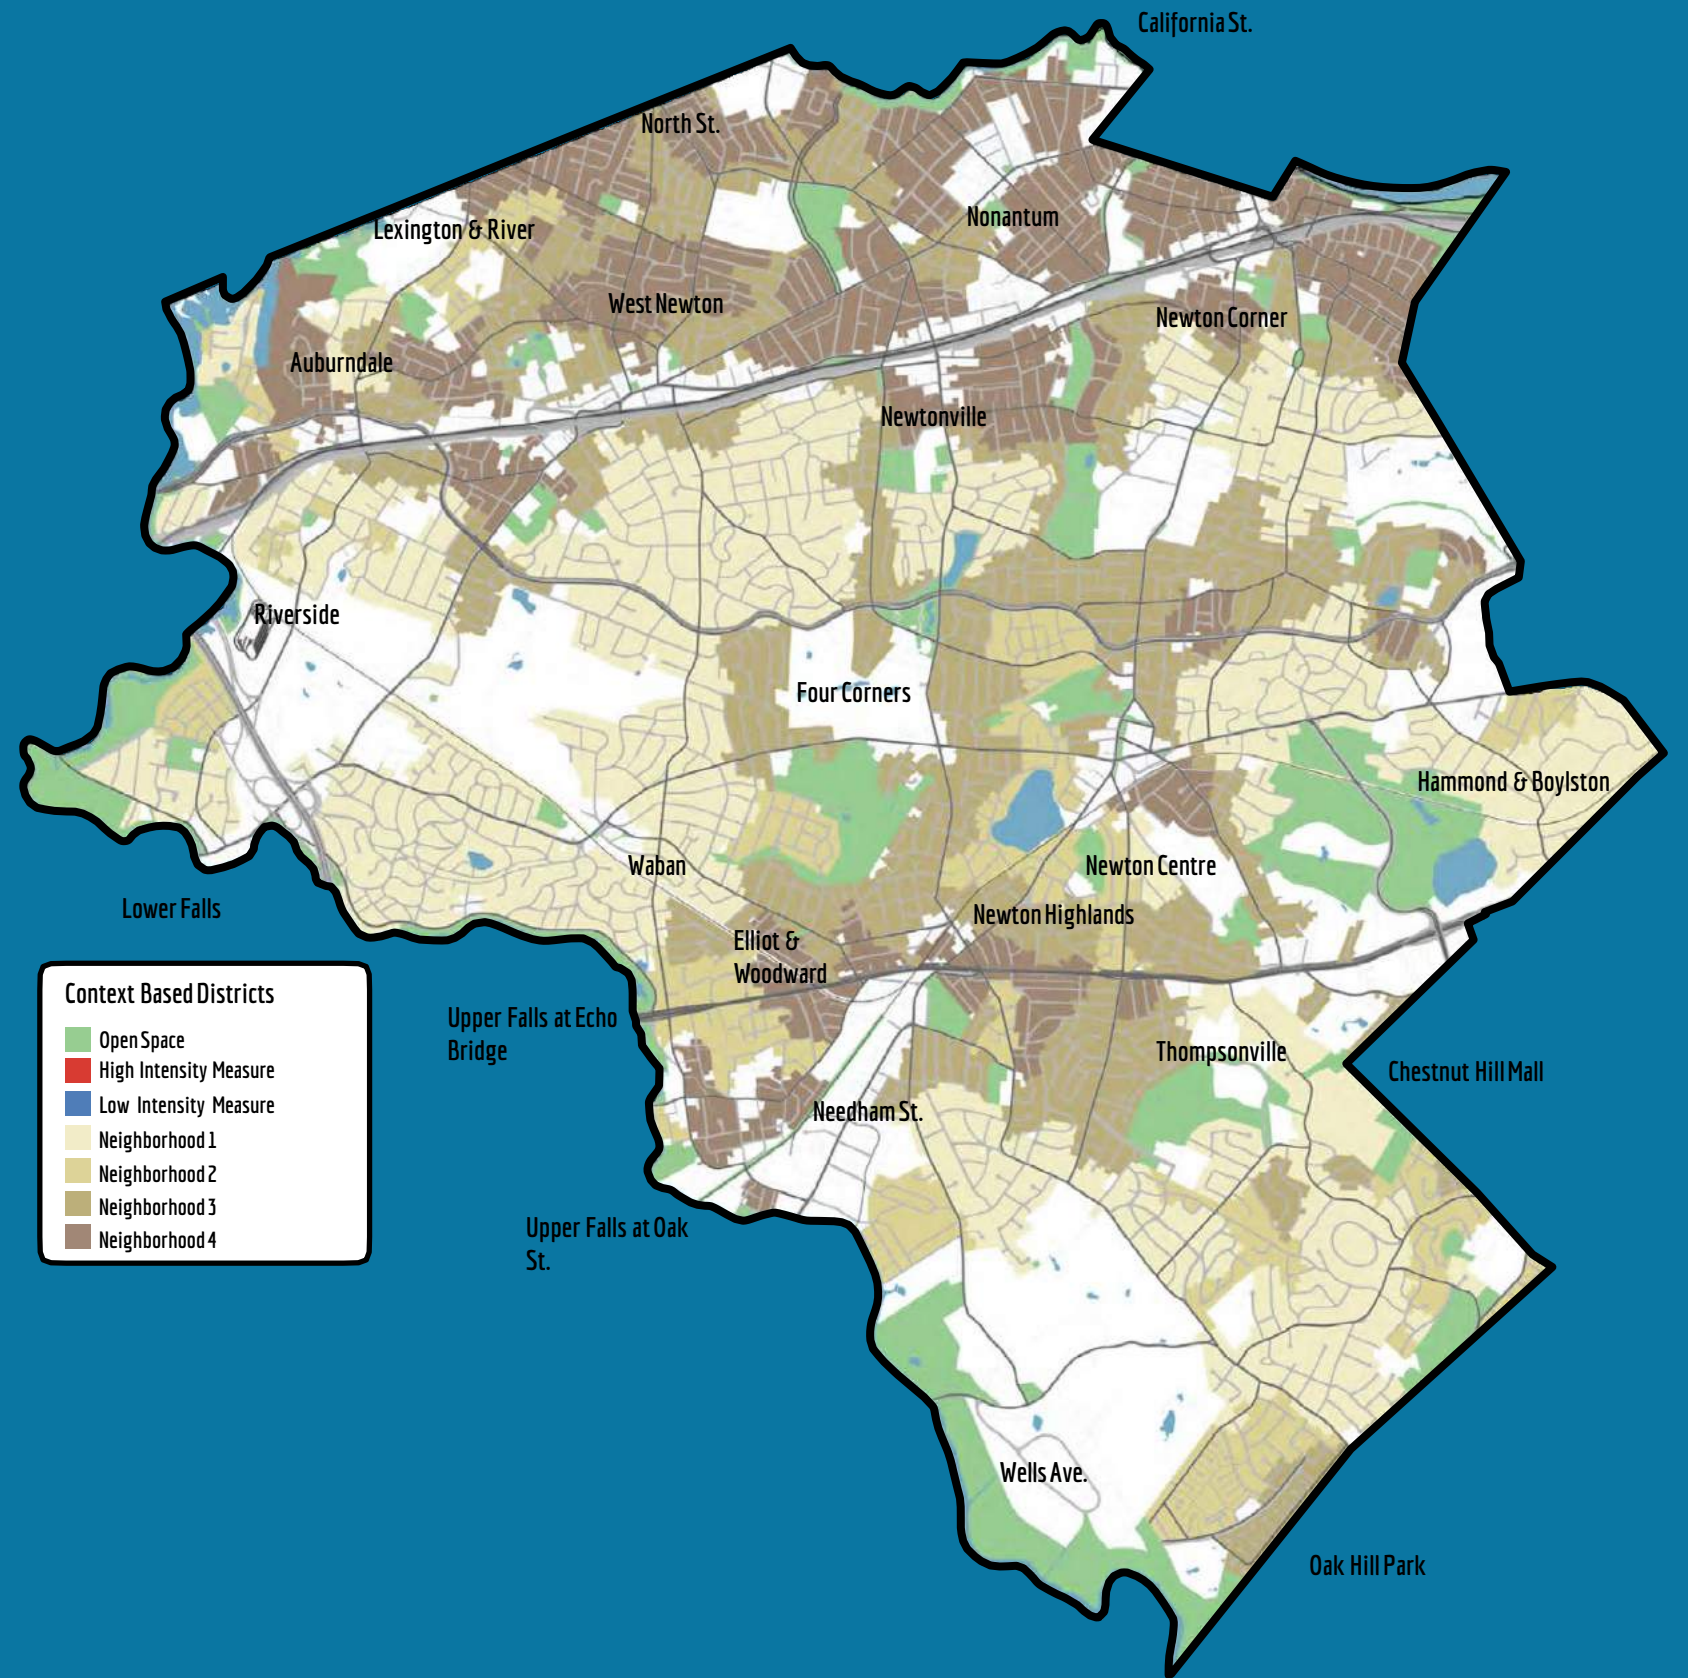 California St.
North St.
Nonantum
Lexington & River
West Newton
Newton Corner
Auburndale
Newtonville
Riverside
Four Corners
Hammond & Boylston
Waban
Newton Centre
Lower Falls
Newton Highlands
Elliot &
Woodward
Context Based Districts
Open Space
High Intensity Measure
Low Intensity Measure
Neighborhood 1
Neighborhood 2
Neighborhood 3
Neighborhood 4
Upper Falls at Echo
Bridge
Thompsonville
Chestnut Hill Mall
Needham St.
Upper Falls at Oak
St.
Wells Ave.
Oak Hill Park